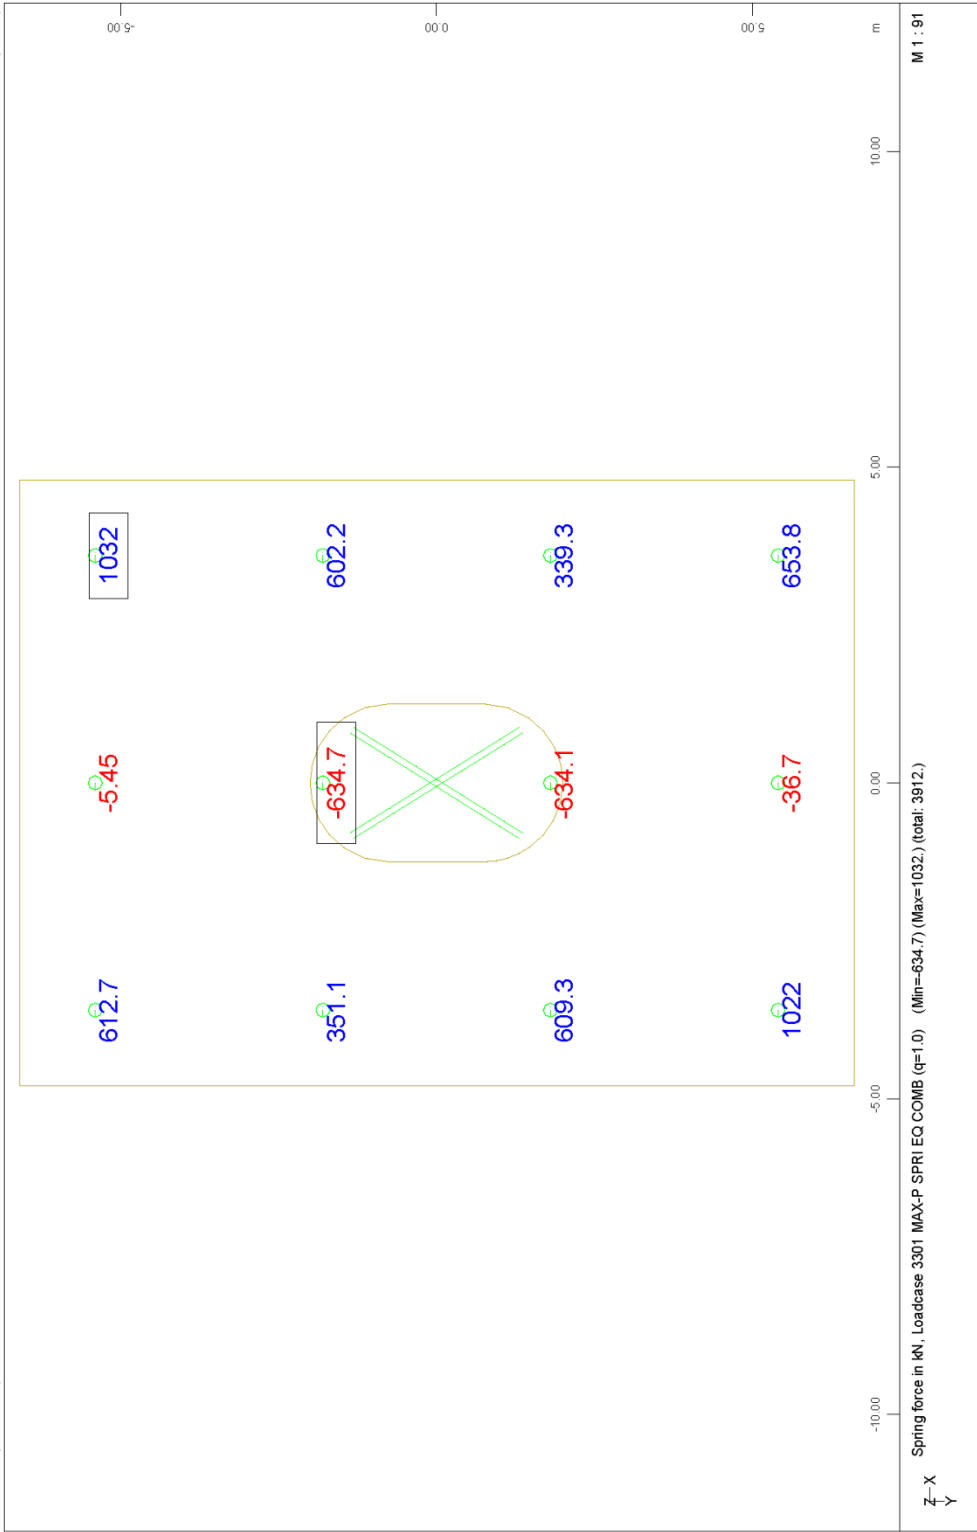 612.7 -5.45 1032
-5.00
351.1 -634.7 602.2
0.00
609.3 -634.1 339.3
5.00
1022 -36.7 653.8
-10.00 -5.00 0.00 5.00 10.00 m
Z X
Y
Spring force in kN, Loadcase 3301 MAX-P SPRI EQ COMB (q=1.0) (Min=-634.7) (Max=1032.) (total: 3912.)
M 1 : 91